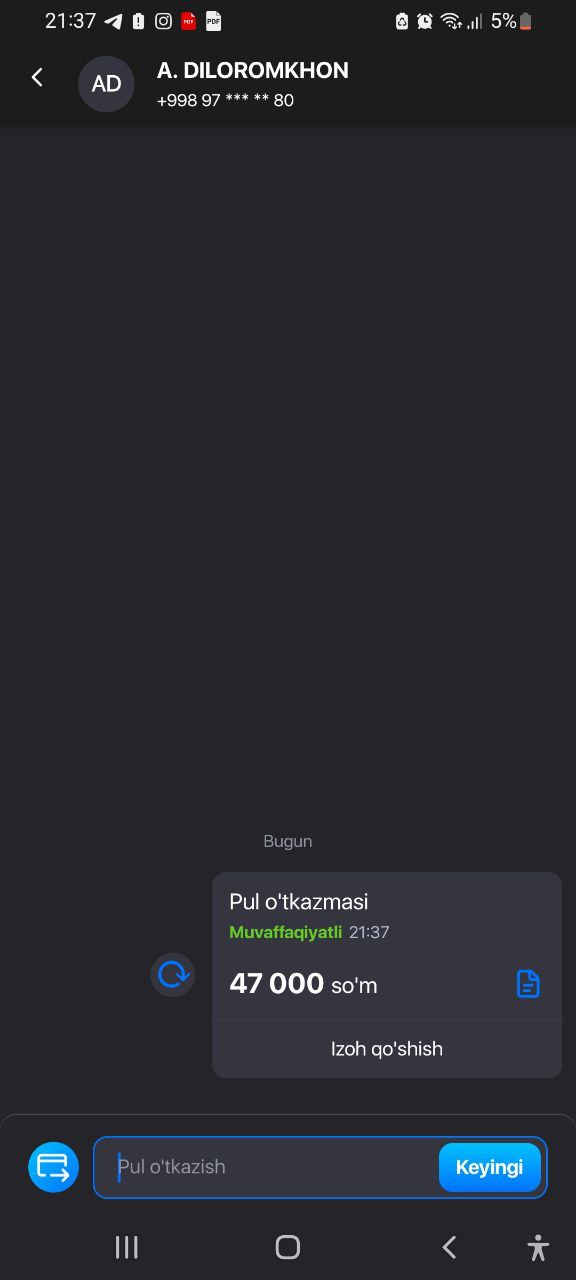 21:37
PDF
PDF
5%
AD
A. DILOROMKHON
+998 97 *** ** 80
Bugun
Pul o'tkazmasi
Muvaffaqiyatli 21:37
47 000 so'm
Izoh qo'shish
Pul o'tkazish
Keyingi